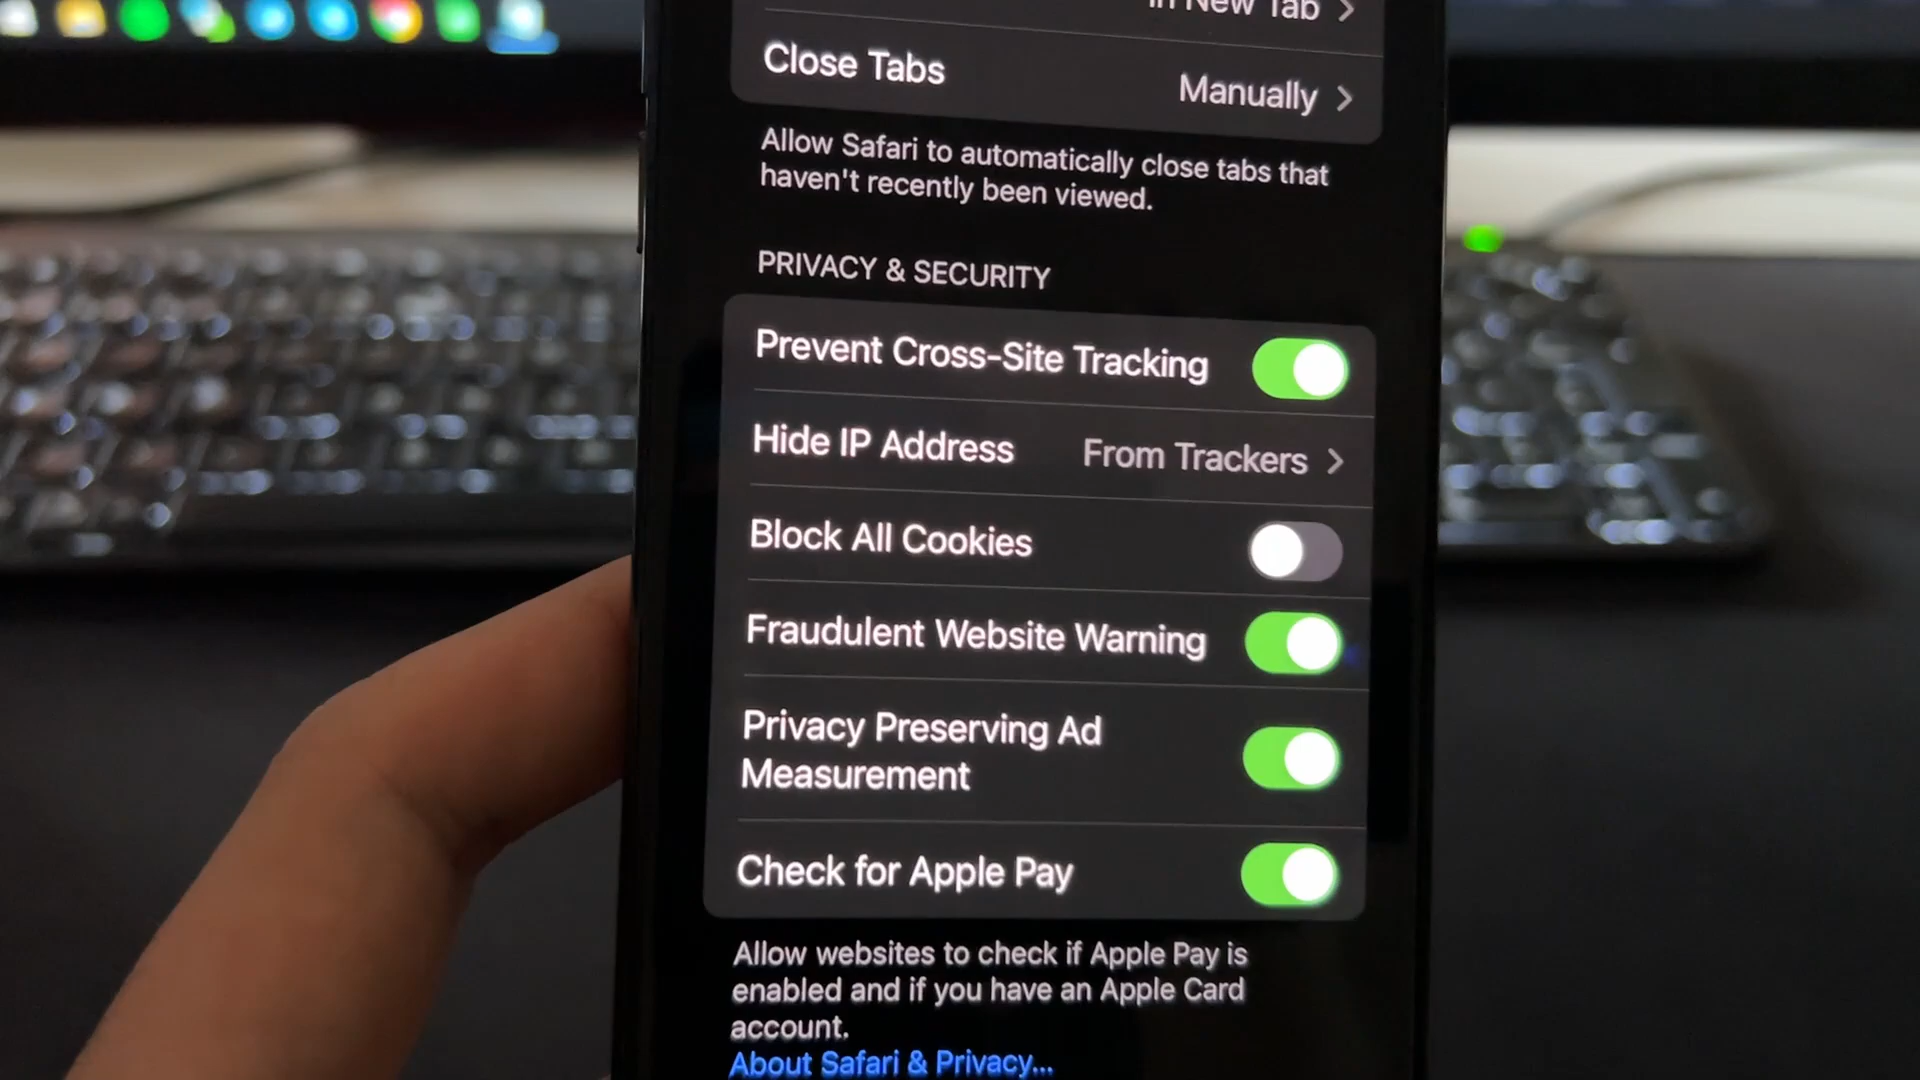 In New Tab
Close Tabs
Manually
Allow Safari to automatically close tabs that
haven't recently been viewed.
PRIVACY & SECURITY
Prevent Cross-Site Tracking
Hide IP Address
From Trackers
Block All Cookies
Fraudulent Website Warning
Privacy Preserving Ad
Measurement
Check for Apple Pay
Allow websites to check if Apple Pay is
enabled and if you have an Apple Card
account.
About Safari & Privacy...